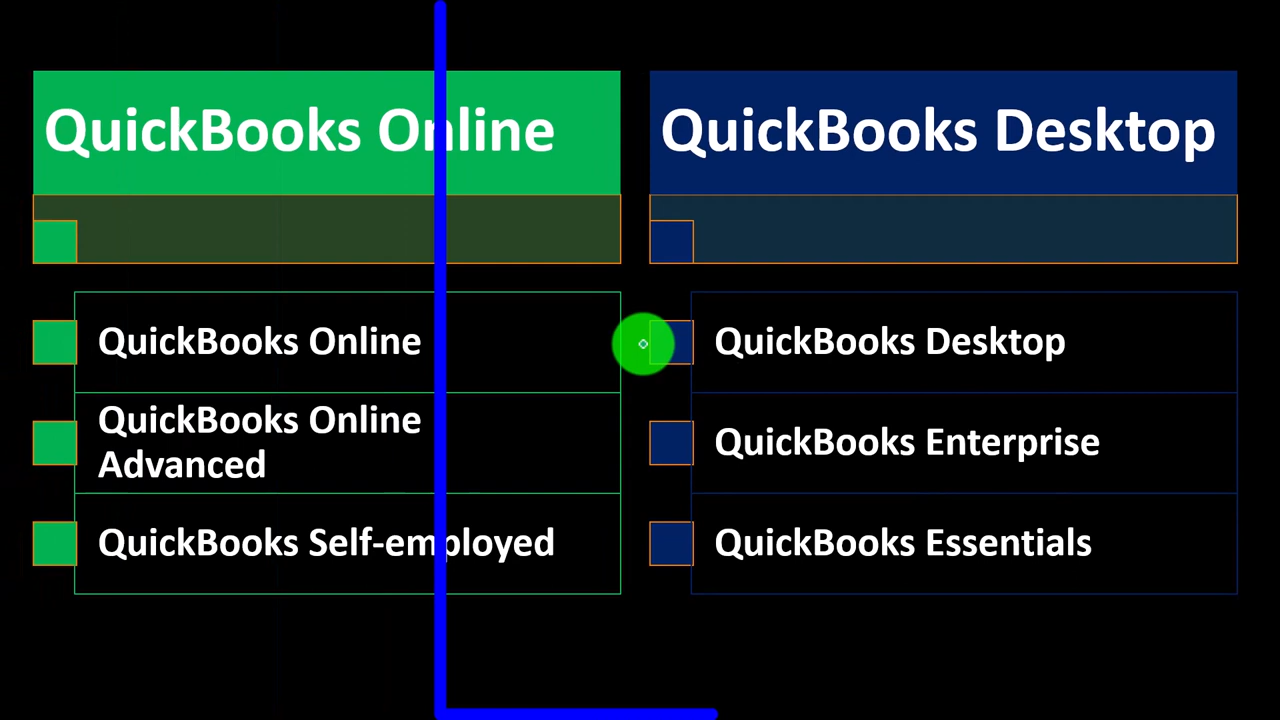 QuickBooks Online
QuickBooks Online
QuickBooks Online
Advanced
QuickBooks Self-employed
QuickBooks Desktop
QuickBooks Desktop
QuickBooks Enterprise
QuickBooks Essentials